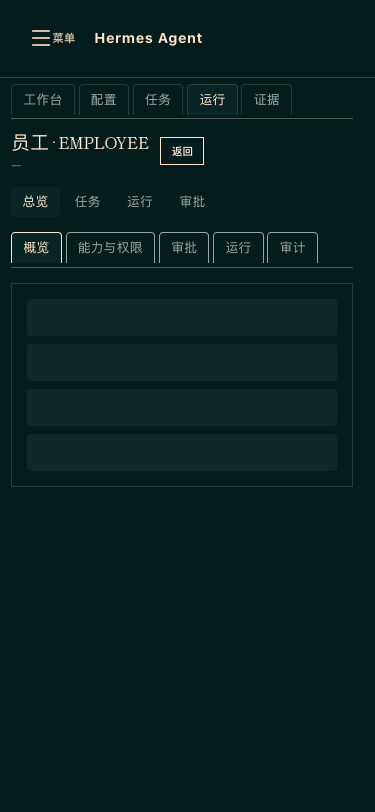 菜单 Hermes Agent
工作台 配置 任务 运行 证据
员工 · EMPLOYEE 返回
—
总览 任务 运行 审批
概览 能力与权限 审批 运行 审计